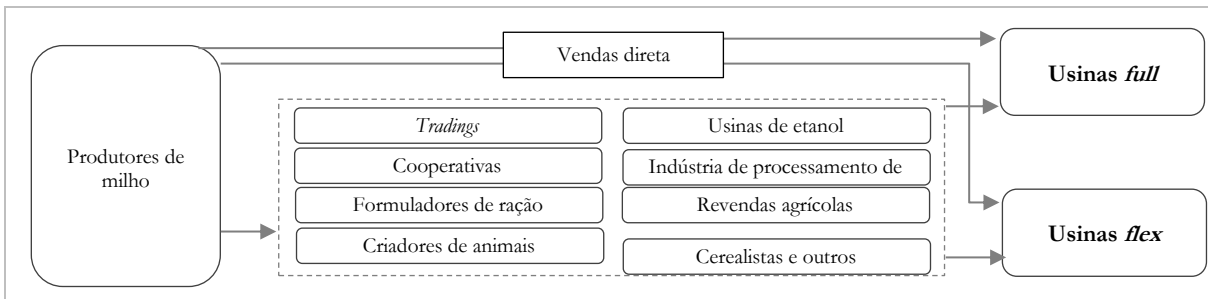 Vendas direta
Usinas full
Produtores de
milho
Tradings
Usinas de etanol
Cooperativas
Indústria de processamento de
Formuladores de ração
Revendas agrícolas
Criadores de animais
Cerealistas e outros
Usinas flex